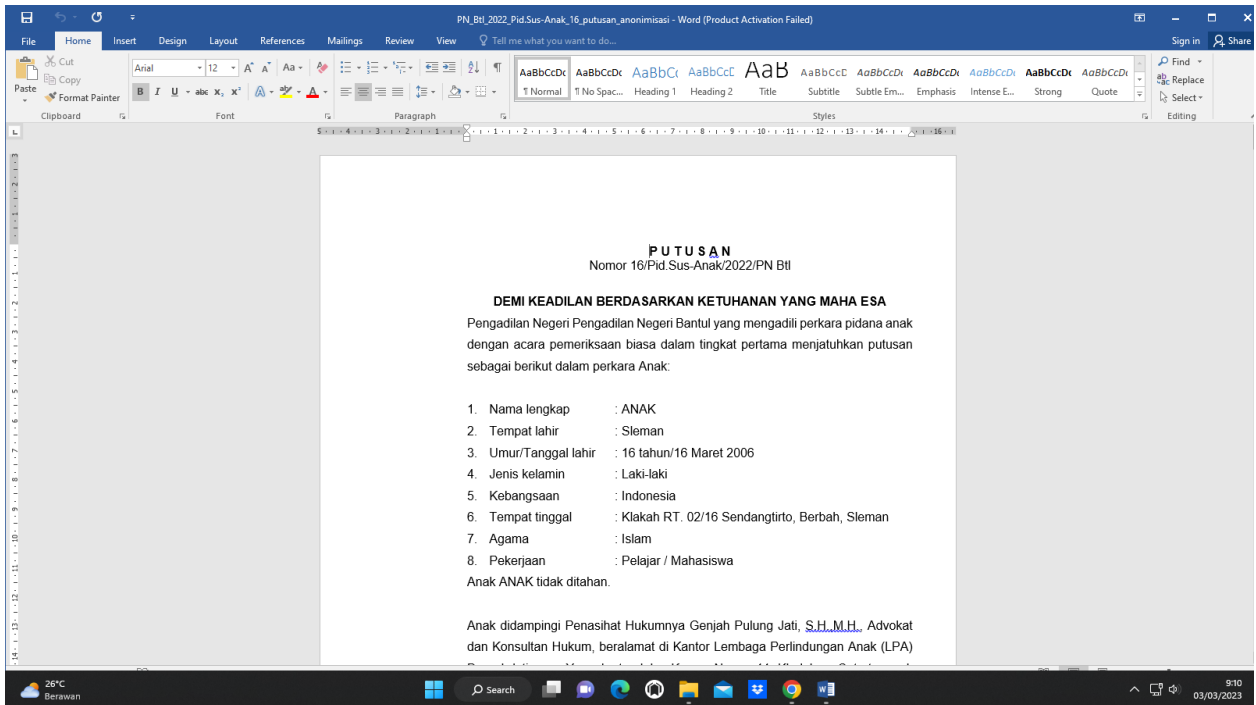 PN_Btl_2022_Pid.Sus-Anak_16_putusan_anonimisasi - Word (Product Activation Failed)
File Home Insert Design Layout References Mailings Review View Tell me what you want to do... Sign in Share
Paste
Cut
Copy
Format Painter
Clipboard
Arial 12
Font
Paragraph
AaBbCcDc AaBbCcDc AaBbCc AaBbCcE AaB AaBbCcE AaBbCcDc AaBbCcDc AaBbCcDc AaBbCcDc AaBbCcDc
¶ Normal ¶ No Spac... Heading 1 Heading 2 Title Subtitle Subtle Em... Emphasis Intense E... Strong Quote
Styles
Find
Replace
Select
Editing
P U T U S A N
Nomor 16/Pid.Sus-Anak/2022/PN Btl
DEMI KEADILAN BERDASARKAN KETUHANAN YANG MAHA ESA
Pengadilan Negeri Pengadilan Negeri Bantul yang mengadili perkara pidana anak
dengan acara pemeriksaan biasa dalam tingkat pertama menjatuhkan putusan
sebagai berikut dalam perkara Anak:
1. Nama lengkap : ANAK
2. Tempat lahir : Sleman
3. Umur/Tanggal lahir : 16 tahun/16 Maret 2006
4. Jenis kelamin : Laki-laki
5. Kebangsaan : Indonesia
6. Tempat tinggal : Klakah RT. 02/16 Sendangtirto, Berbah, Sleman
7. Agama : Islam
8. Pekerjaan : Pelajar / Mahasiswa
Anak ANAK tidak ditahan.
Anak didampingi Penasihat Hukumnya Genjah Pulung Jati, S.H.,M.H., Advokat
dan Konsultan Hukum, beralamat di Kantor Lembaga Perlindungan Anak (LPA)
26°C
Berawan
Search
9:10
03/03/2023